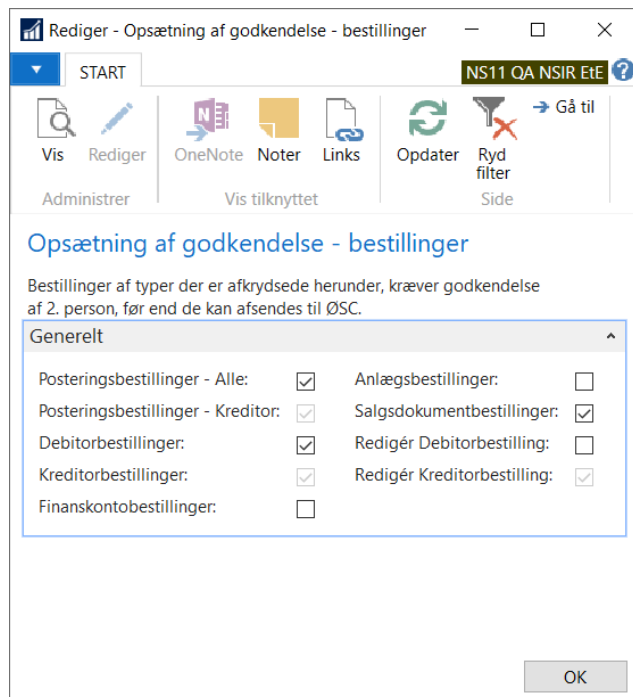 Rediger - Opsætning af godkendelse - bestillinger
START
NS11 QA NSIR EtE
?
Vis
Rediger
OneNote
Noter
Links
Opdater
Ryd
filter
Gå til
Administrer
Vis tilknyttet
Side
Opsætning af godkendelse - bestillinger
Bestillinger af typer der er afkrydsede herunder, kræver godkendelse
af 2. person, før end de kan afsendes til ØSC.
Generelt
Posteringsbestillinger - Alle:
Posteringsbestillinger - Kreditor:
Debitorbestillinger:
Kreditorbestillinger:
Finanskontobestillinger:
Anlægsbestillinger:
Salgsdokumentbestillinger:
Redigér Debitorbestilling:
Redigér Kreditorbestilling:
OK